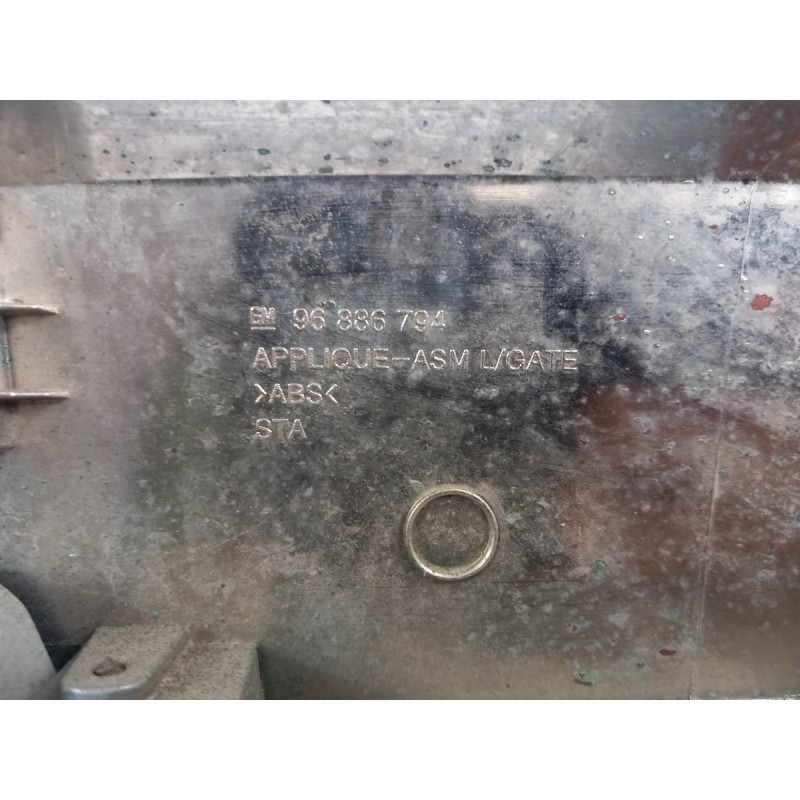 GM 96 886 794
APPLIQUE-ASM L/GATE
>ABS<
STA